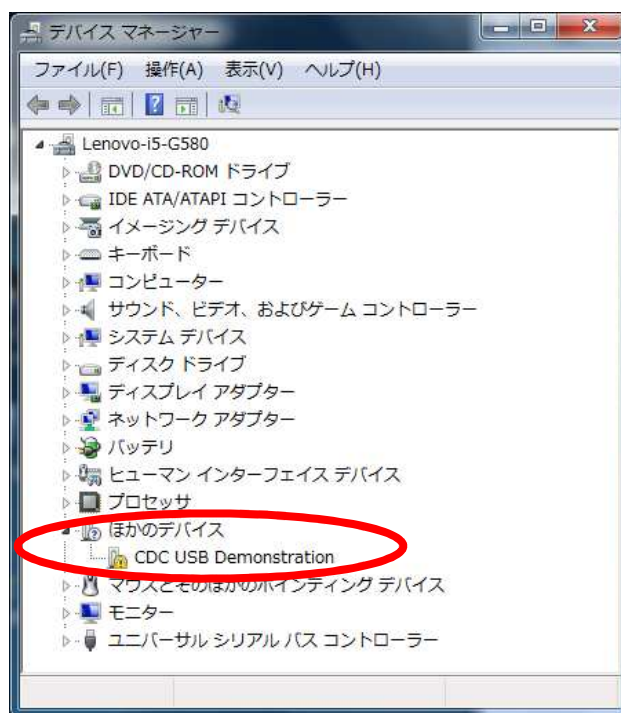 デバイス マネージャー
ファイル(F) 操作(A) 表示(V) ヘルプ(H)
Lenovo-i5-G580
DVD/CD-ROM ドライブ
IDE ATA/ATAPI コントローラー
イメージング デバイス
キーボード
コンピューター
サウンド、ビデオ、およびゲーム コントローラー
システム デバイス
ディスク ドライブ
ディスプレイ アダプター
ネットワーク アダプター
バッテリ
ヒューマン インターフェイス デバイス
プロセッサ
ほかのデバイス
CDC USB Demonstration
マウスとそのほかのポインティング デバイス
モニター
ユニバーサル シリアル バス コントローラー